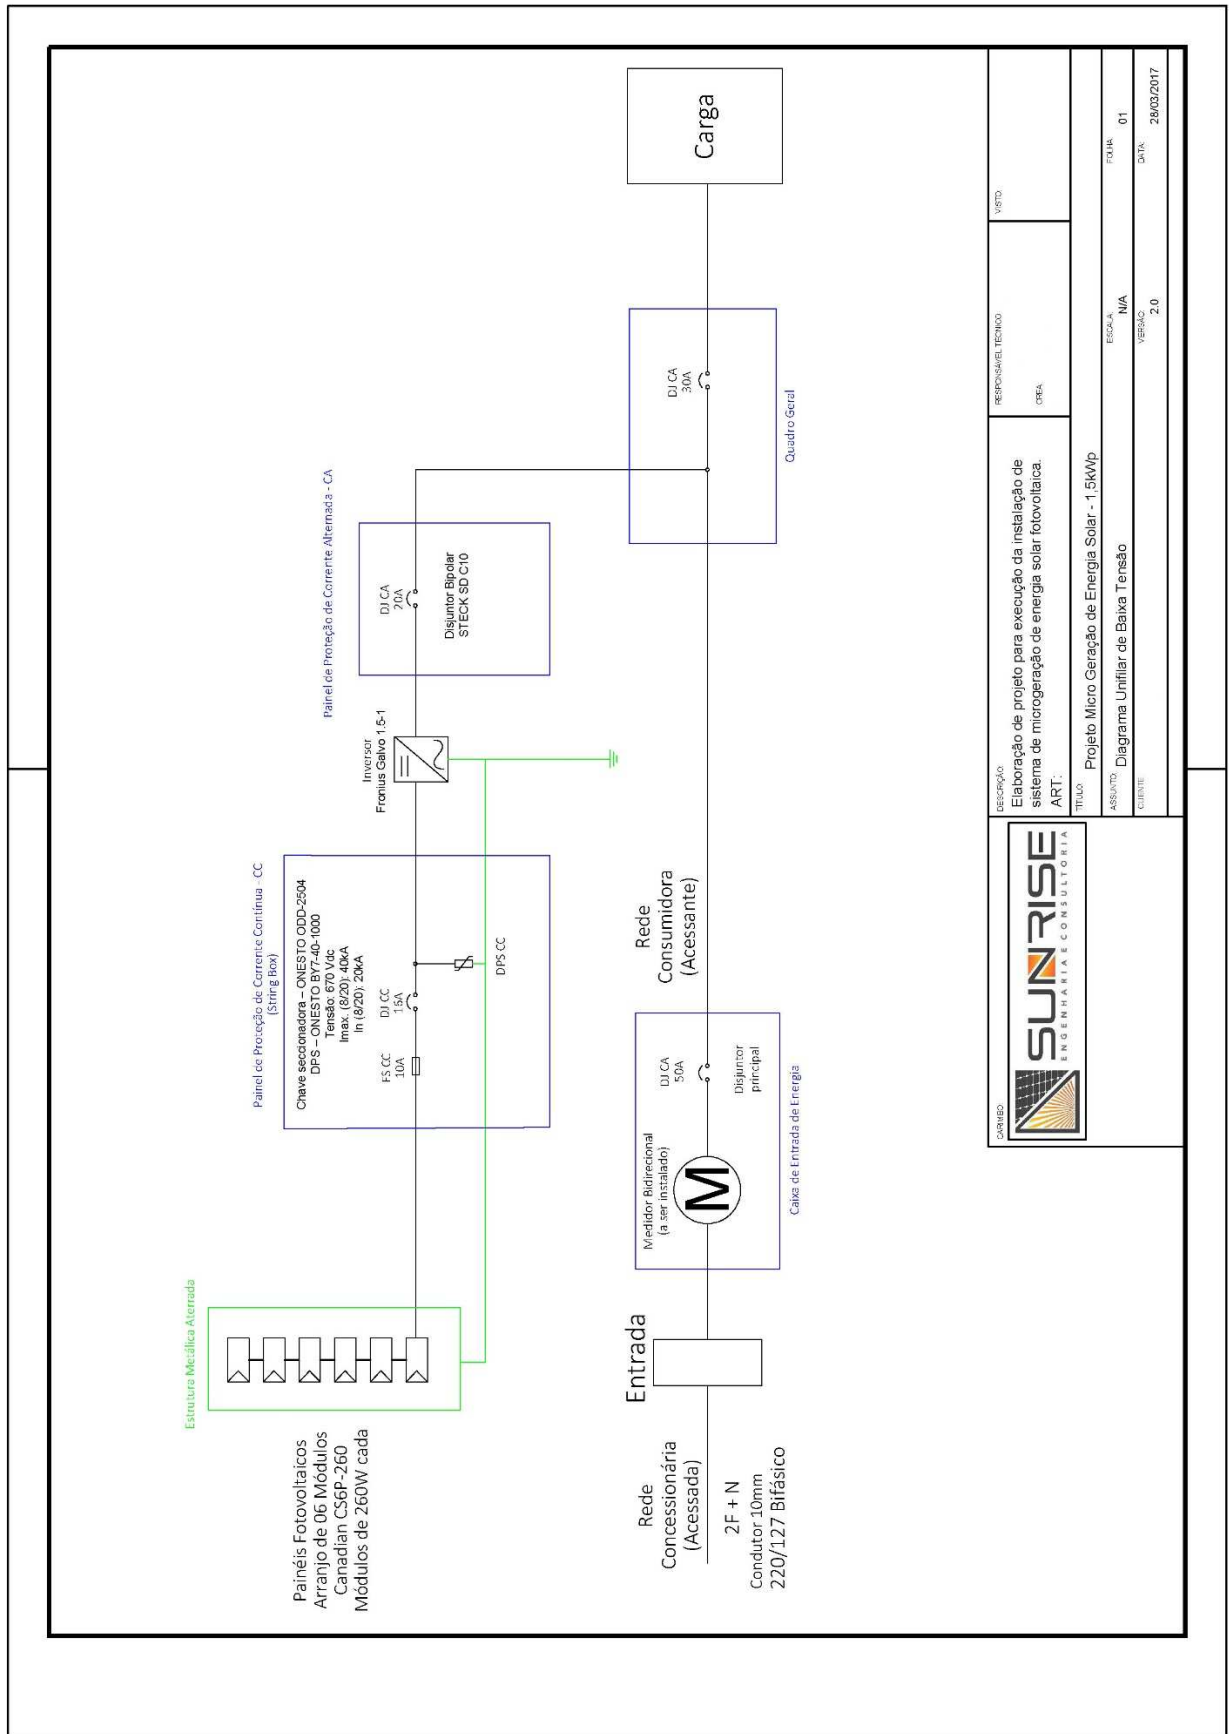 Painéis Fotovoltaicos
Arranjo de 06 Módulos
Canadian CS6P-260
Módulos de 260W cada
Estrutura Metálica Aterrada
Painel de Proteção de Corrente Contínua - CC
(String Box)
Chave seccionadora – ONESTO ODD-2504
DPS – ONESTO BY7-40-1000
Tensão: 670 Vdc
Imax. (8/20): 40kA
In (8/20): 20kA
FS CC
10A
DJ CC
16A
DPS CC
Inversor
Fronius Galvo 1.5-1
Painel de Proteção de Corrente Alternada - CA
DJ CA
20A
Disjuntor Bipolar
STECK SD C10
Rede
Concessionária
(Acessada)
2F + N
Condutor 10mm
220/127 Bifásico
Entrada
Medidor Bidirecional
(a ser instalado)
M
DJ CA
50A
Disjuntor
principal
Caixa de Entrada de Energia
Rede
Consumidora
(Acessante)
DJ CA
30A
Quadro Geral
Carga
CARIMBO:
SUNRISE
ENGENHARIA E CONSULTORIA
DESCRIÇÃO:
Elaboração de projeto para execução da instalação de
sistema de microgeração de energia solar fotovoltaica.
ART:
RESPONSÁVEL TÉCNICO:
CREA:
VISTO:
TÍTULO:
Projeto Micro Geração de Energia Solar - 1,5kWp
ASSUNTO:
Diagrama Unifilar de Baixa Tensão
ESCALA:
N/A
FOLHA:
01
CLIENTE:
VERSÃO:
2.0
DATA:
28/03/2017